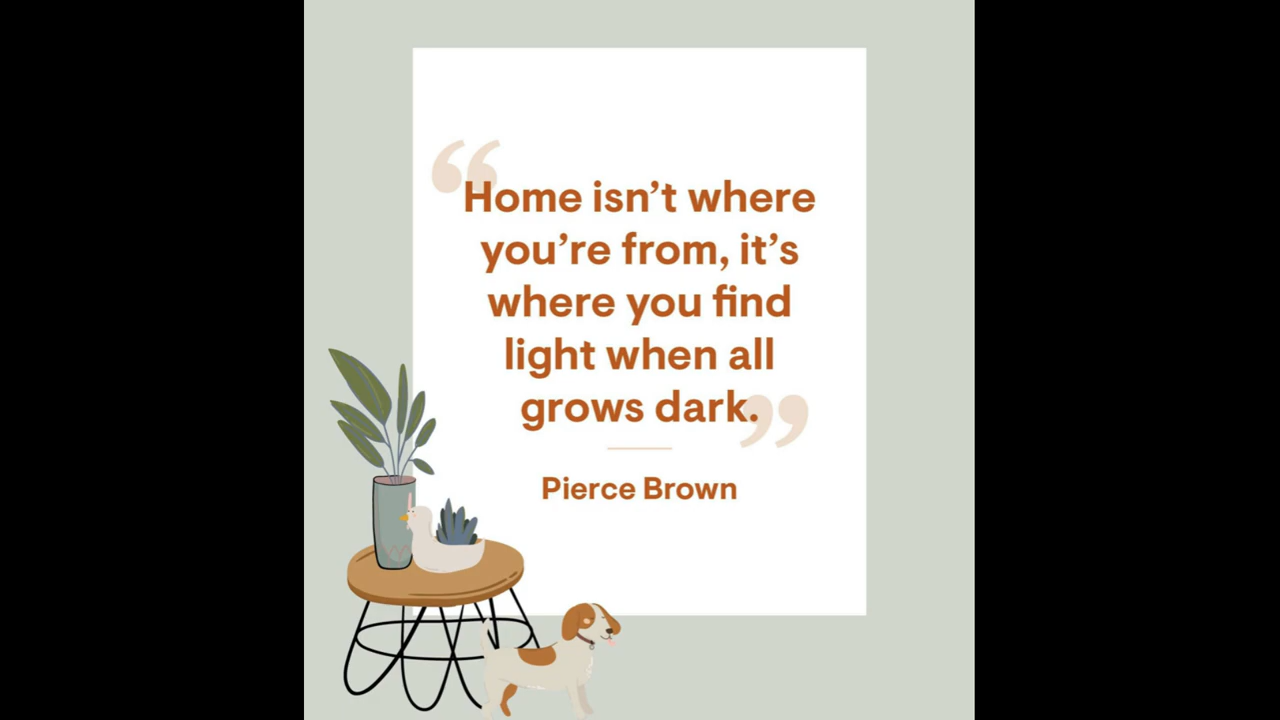 “Home isn’t where
you’re from, it’s
where you find
light when all
grows dark.”
Pierce Brown